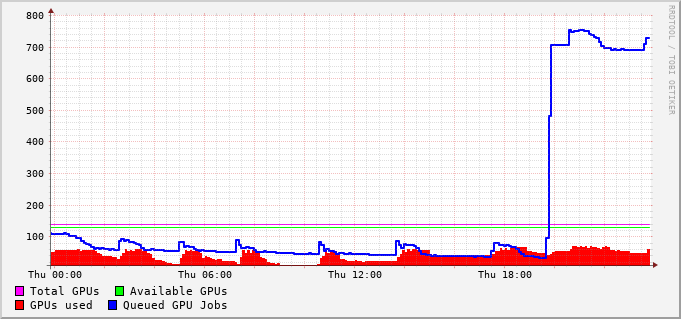 800
700
600
500
400
300
200
100
Thu 00:00 Thu 06:00 Thu 12:00 Thu 18:00
Total GPUs Available GPUs
GPUs used Queued GPU Jobs
RRDTOOL / TOBI OETIKER